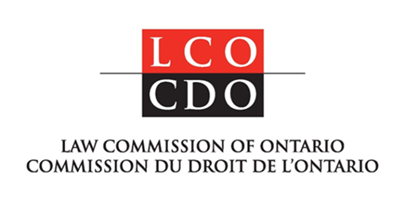 LCO
CDO
LAW COMMISSION OF ONTARIO
COMMISSION DU DROIT DE L'ONTARIO